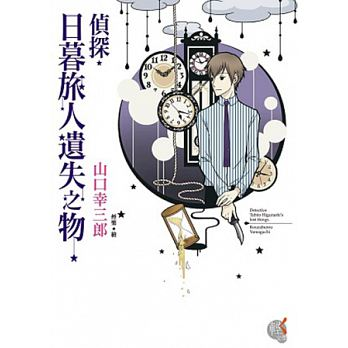 偵探・
日暮旅人遺失之物
山口幸三郎
Detective
Tabito Higurashi's
lost things.
Kouzaburou
Yamaguchi